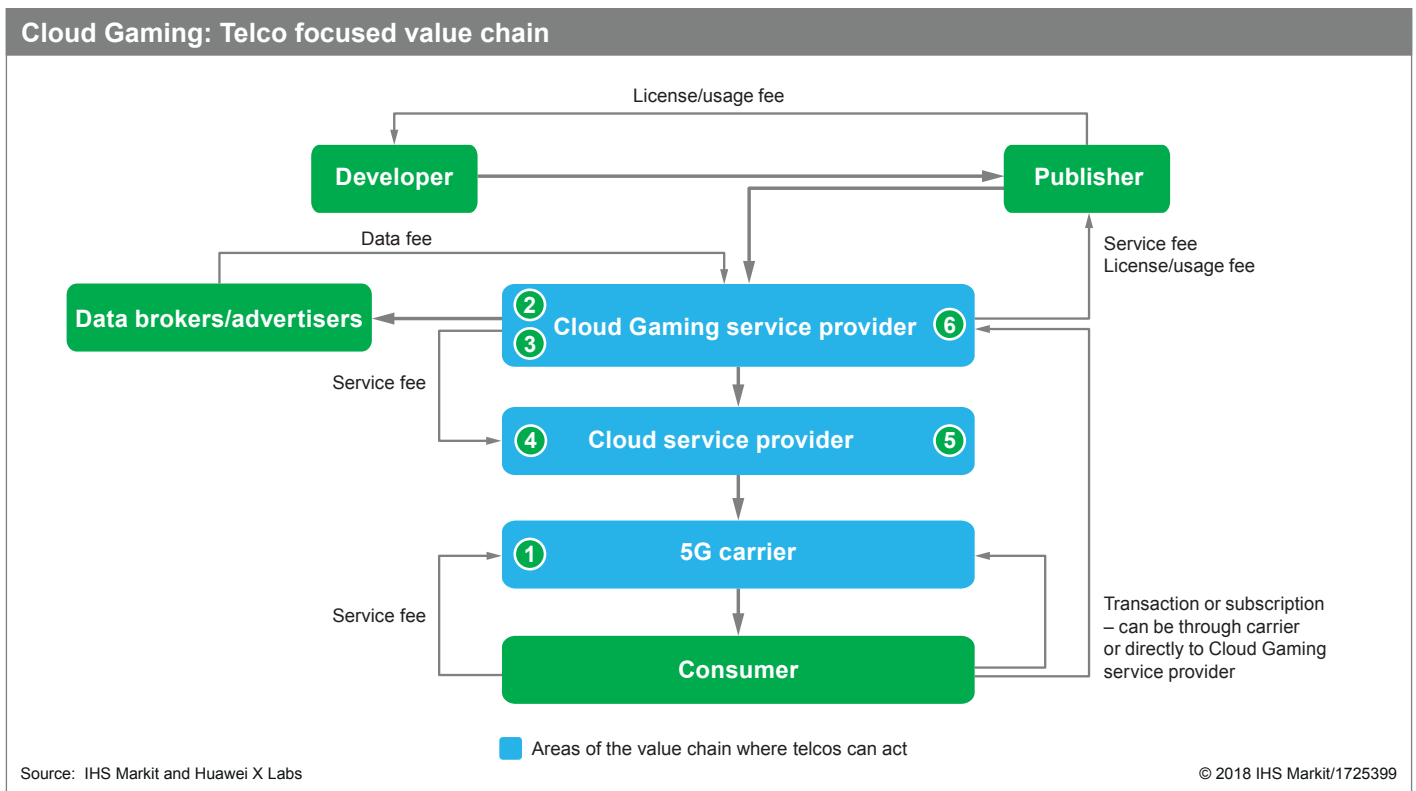 Cloud Gaming: Telco focused value chain
License/usage fee
Developer
Publisher
Data fee
Service fee
License/usage fee
Data brokers/advertisers
2
3
Cloud Gaming service provider
6
Service fee
4
Cloud service provider
5
1
5G carrier
Service fee
Transaction or subscription
– can be through carrier
or directly to Cloud Gaming
service provider
Consumer
Areas of the value chain where telcos can act
Source: IHS Markit and Huawei X Labs
© 2018 IHS Markit/1725399